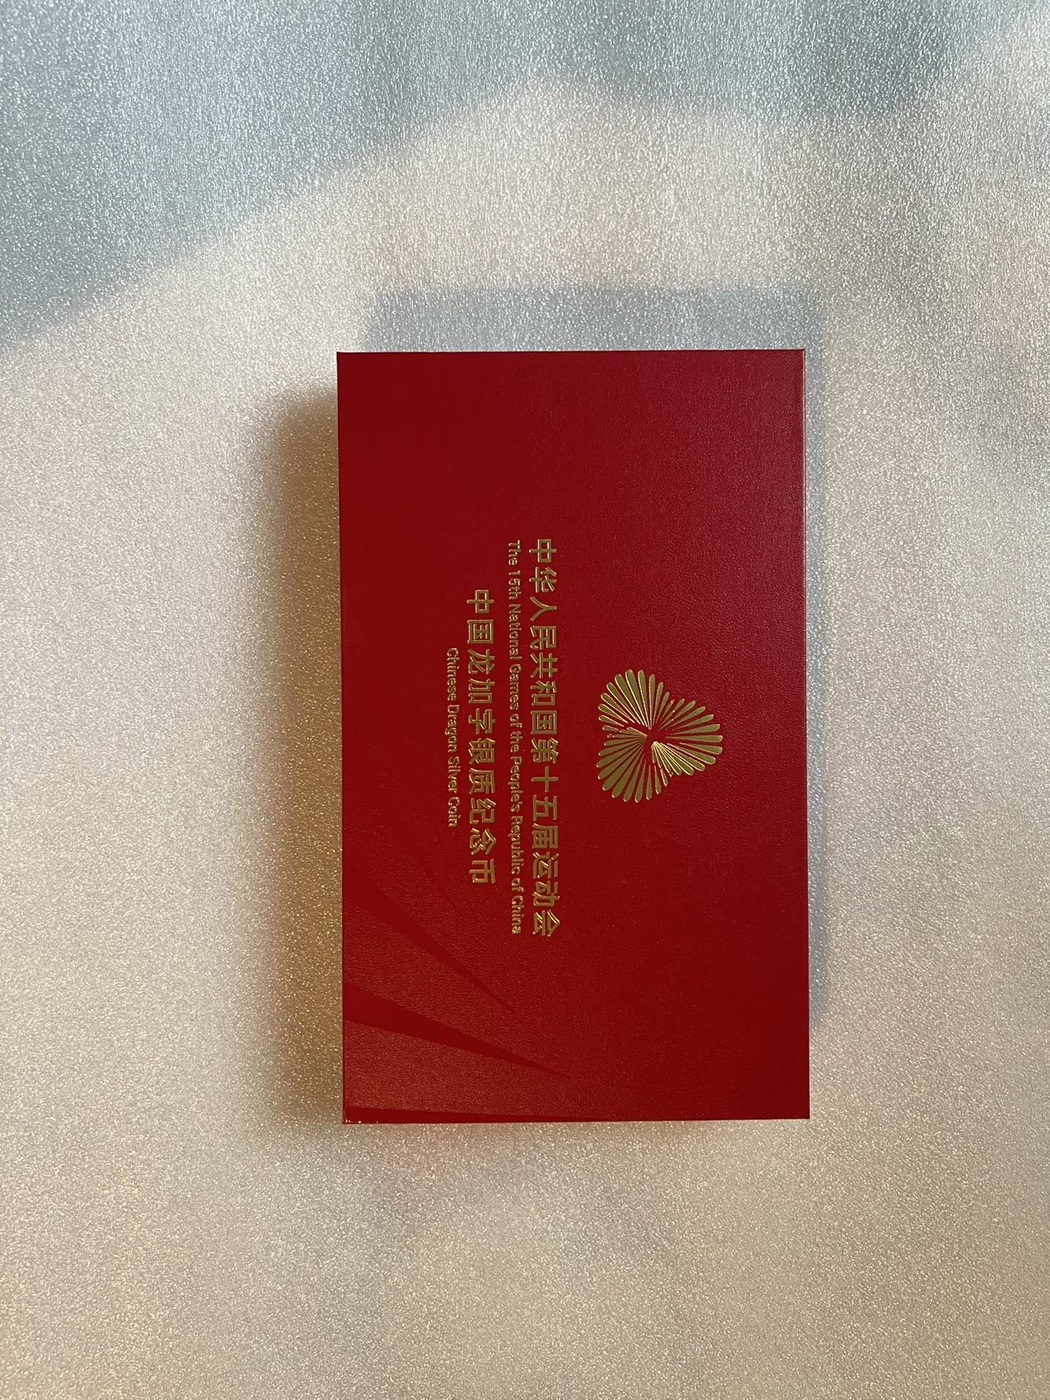 中华人民共和国第十五届运动会
The 15th National Games of the People's Republic of China
中国龙加字银质纪念币
Chinese Dragon Silver Coin